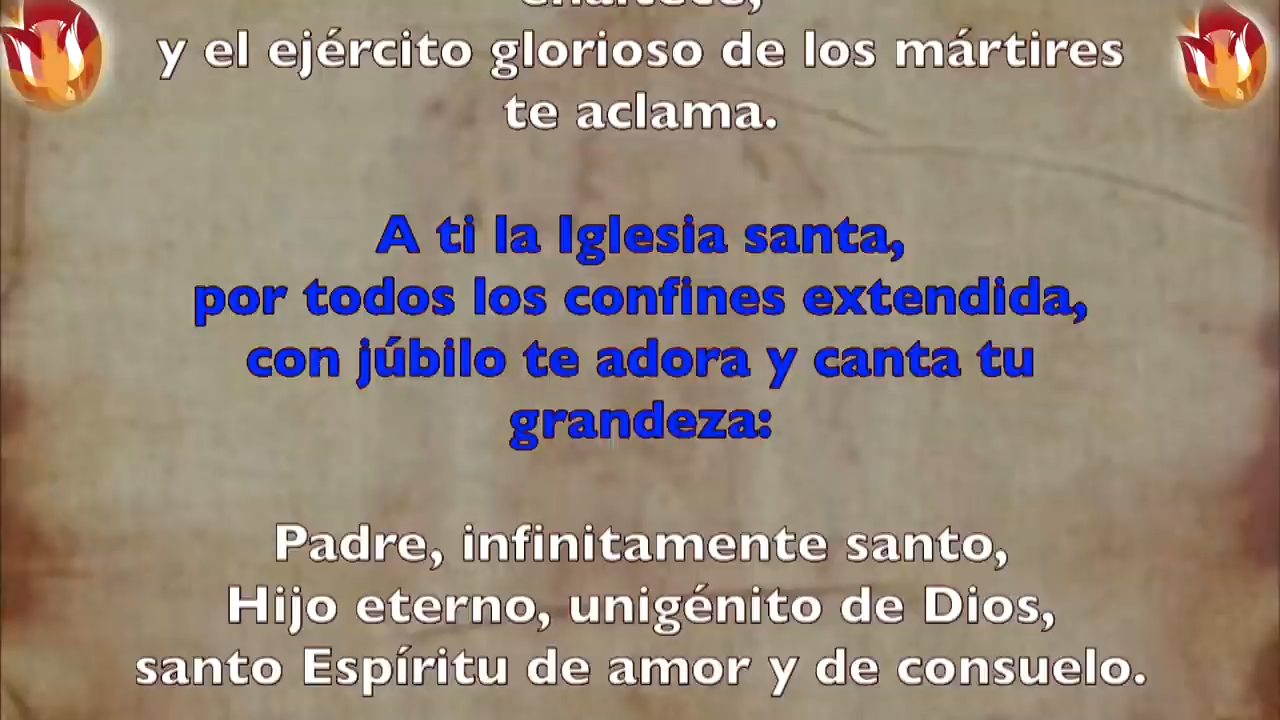 y el ejército glorioso de los mártires
te aclama.
A ti la Iglesia santa,
por todos los confines extendida,
con júbilo te adora y canta tu
grandeza:
Padre, infinitamente santo,
Hijo eterno, unigénito de Dios,
santo Espíritu de amor y de consuelo.